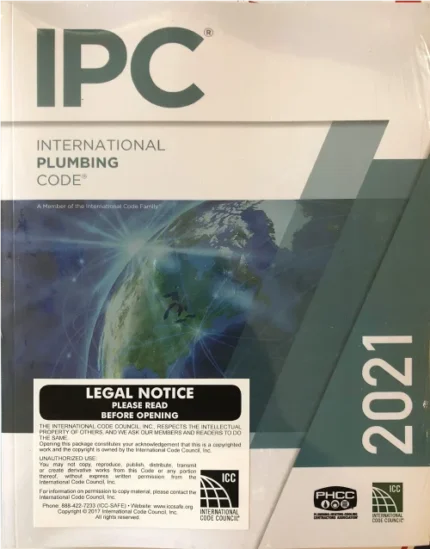 IPC®
INTERNATIONAL
PLUMBING
CODE®
A Member of the International Code Family®
LEGAL NOTICE
PLEASE READ
BEFORE OPENING
THE INTERNATIONAL CODE COUNCIL, INC., RESPECTS THE INTELLECTUAL
PROPERTY OF OTHERS, AND WE ASK OUR MEMBERS AND READERS TO DO
THE SAME.
Opening this package constitutes your acknowledgement that this is a copyrighted
work and the copyright is owned by the International Code Council, Inc.
UNAUTHORIZED USE:
You may not copy, reproduce, publish, distribute, transmit
or create derivative works from this Code or any portion
thereof, without express written permission from the
International Code Council, Inc.
For information on permission to copy material, please contact the
International Code Council, Inc.
Phone: 888-422-7233 (ICC-SAFE) • Website: www.iccsafe.org
Copyright © 2017 International Code Council, Inc.
All rights reserved.
ICC
INTERNATIONAL
CODE COUNCIL®
2021
PHCC
PLUMBING-HEATING-COOLING
CONTRACTORS ASSOCIATION
ICC
INTERNATIONAL
CODE COUNCIL